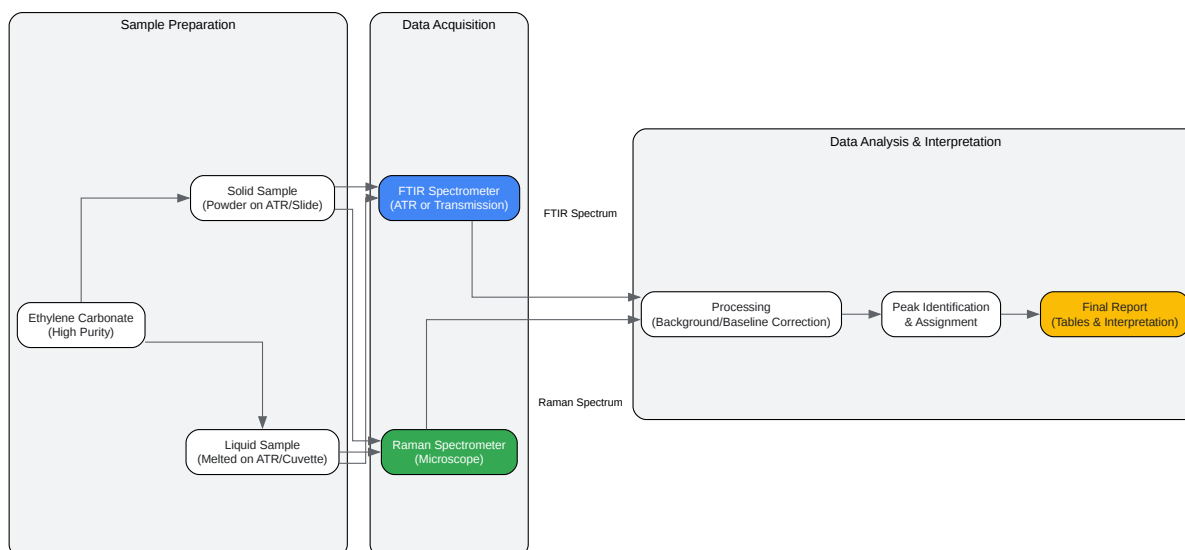 Sample Preparation
Data Acquisition
Data Analysis & Interpretation
Solid Sample
(Powder on ATR/Slide)
FTIR Spectrometer
(ATR or Transmission)
FTIR Spectrum
Ethylene Carbonate
(High Purity)
Processing
(Background/Baseline Correction)
Peak Identification
& Assignment
Final Report
(Tables & Interpretation)
Raman Spectrum
Liquid Sample
(Melted on ATR/Cuvette)
Raman Spectrometer
(Microscope)